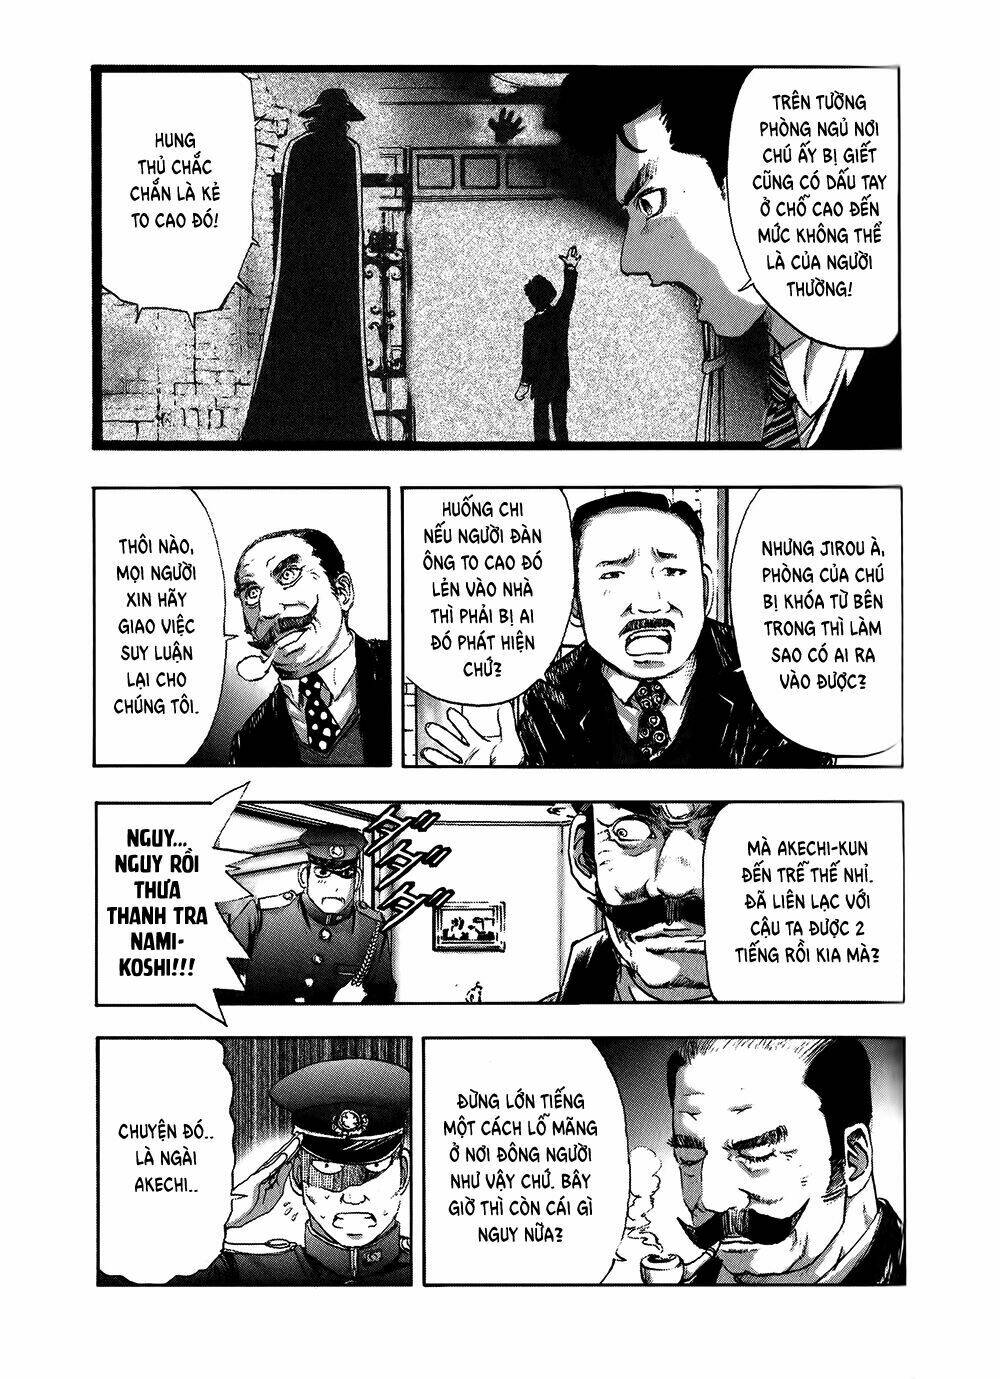 TRÊN TƯỜNG
PHÒNG NGỦ NƠI
CHÚ ẤY BỊ GIẾT
CŨNG CÓ DẤU TAY
Ở CHỖ CAO ĐẾN
MỨC KHÔNG THỂ
LÀ CỦA NGƯỜI
THƯỜNG!
HUNG
THỦ CHẮC
CHẮN LÀ KẺ
TO CAO ĐÓ!
NHƯNG JIROU À,
PHÒNG CỦA CHÚ
BỊ KHÓA TỪ BÊN
TRONG THÌ LÀM
SAO CÓ AI RA
VÀO ĐƯỢC?
HUỐNG CHI
NẾU NGƯỜI ĐÀN
ÔNG TO CAO ĐÓ
LẺN VÀO NHÀ
THÌ PHẢI BỊ AI
ĐÓ PHÁT HIỆN
CHỨ?
THÔI NÀO,
MỌI NGƯỜI
XIN HÃY
GIAO VIỆC
SUY LUẬN
LẠI CHO
CHÚNG TÔI.
MÀ AKECHI-KUN
ĐẾN TRỄ THẾ NHỈ.
ĐÃ LIÊN LẠC VỚI
CẬU TA ĐƯỢC 2
TIẾNG RỒI KIA MÀ?
NGUY...
NGUY RỒI
THƯA
THANH TRA
NAMI-
KOSHI!!!
ĐỪNG LỚN TIẾNG
MỘT CÁCH LỖ MÃNG
Ở NƠI ĐÔNG NGƯỜI
NHƯ VẬY CHỨ. BÂY
GIỜ THÌ CÒN CÁI GÌ
NGUY NỮA?
CHUYỆN ĐÓ..
LÀ NGÀI
AKECHI..